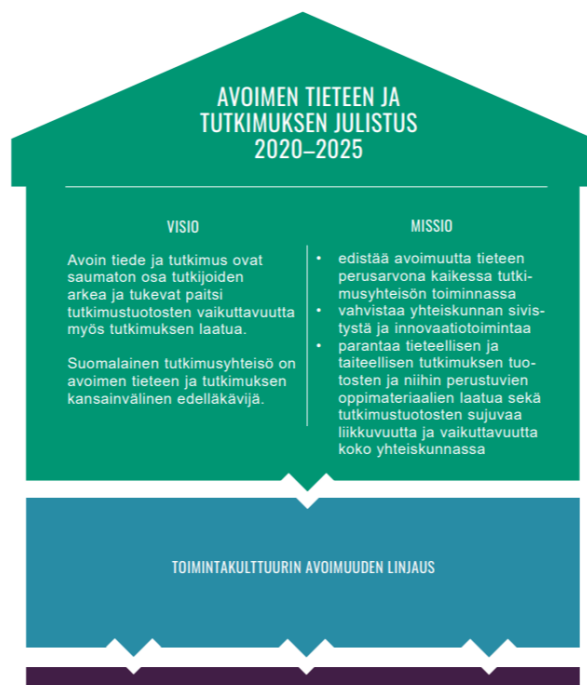 AVOIMEN TIETEEN JA
TUTKIMUKSEN JULISTUS
2020–2025
VISIO
Avoin tiede ja tutkimus ovat
saumaton osa tutkijoiden
arkea ja tukevat paitsi
tutkimustuotosten vaikuttavuutta
myös tutkimuksen laatua.
Suomalainen tutkimusyhteisö on
avoimen tieteen ja tutkimuksen
kansainvälinen edelläkävijä.
MISSIO
• edistää avoimuutta tieteen
perusarvona kaikessa tutki-
musyhteisön toiminnassa
• vahvistaa yhteiskunnan sivis-
tystä ja innovaatiotoimintaa
• parantaa tieteellisen ja
taiteellisen tutkimuksen tuo-
tosten ja niihin perustuvien
oppimateriaalien laatua sekä
tutkimustuotosten sujuvaa
liikkuvuutta ja vaikuttavuutta
koko yhteiskunnassa
TOIMINTAKULTTUURIN AVOIMUUDEN LINJAUS